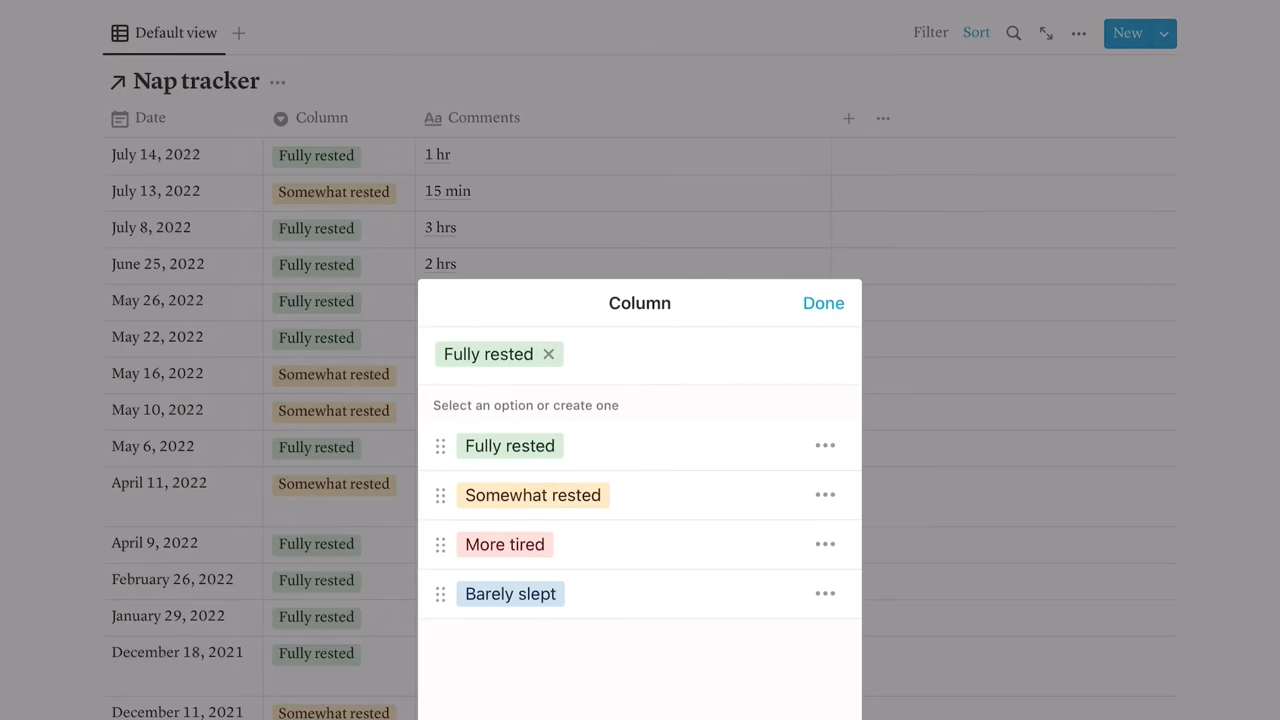 Default view
Filter Sort New
Nap tracker
Date Column Aa Comments
July 14, 2022 Fully rested 1 hr
July 13, 2022 Somewhat rested 15 min
July 8, 2022 Fully rested 3 hrs
June 25, 2022 Fully rested 2 hrs
May 26, 2022 Fully rested
May 22, 2022 Fully rested
May 16, 2022 Somewhat rested
May 10, 2022 Somewhat rested
May 6, 2022 Fully rested
April 11, 2022 Somewhat rested
April 9, 2022 Fully rested
February 26, 2022 Fully rested
January 29, 2022 Fully rested
December 18, 2021 Fully rested
December 11, 2021 Somewhat rested
Column Done
Fully rested
Select an option or create one
Fully rested
Somewhat rested
More tired
Barely slept